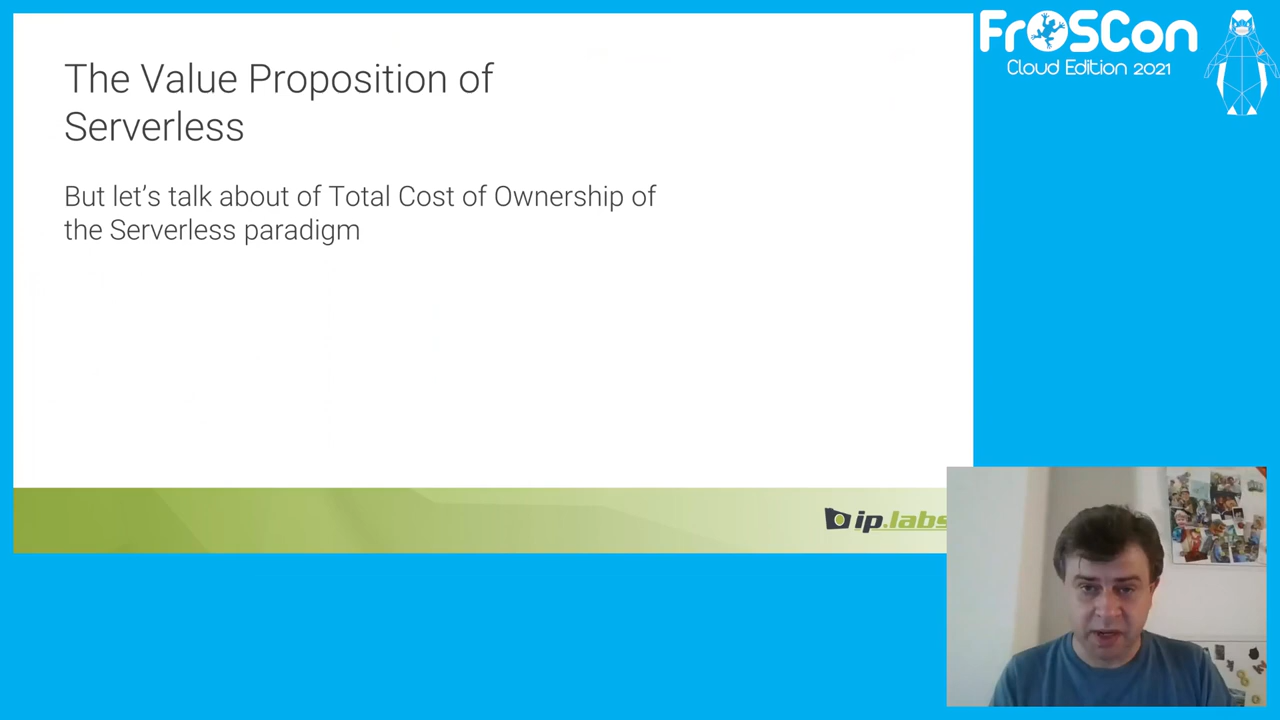 The Value Proposition of
Serverless
But let's talk about of Total Cost of Ownership of
the Serverless paradigm
ip.labs
FrOSCon
Cloud Edition 2021